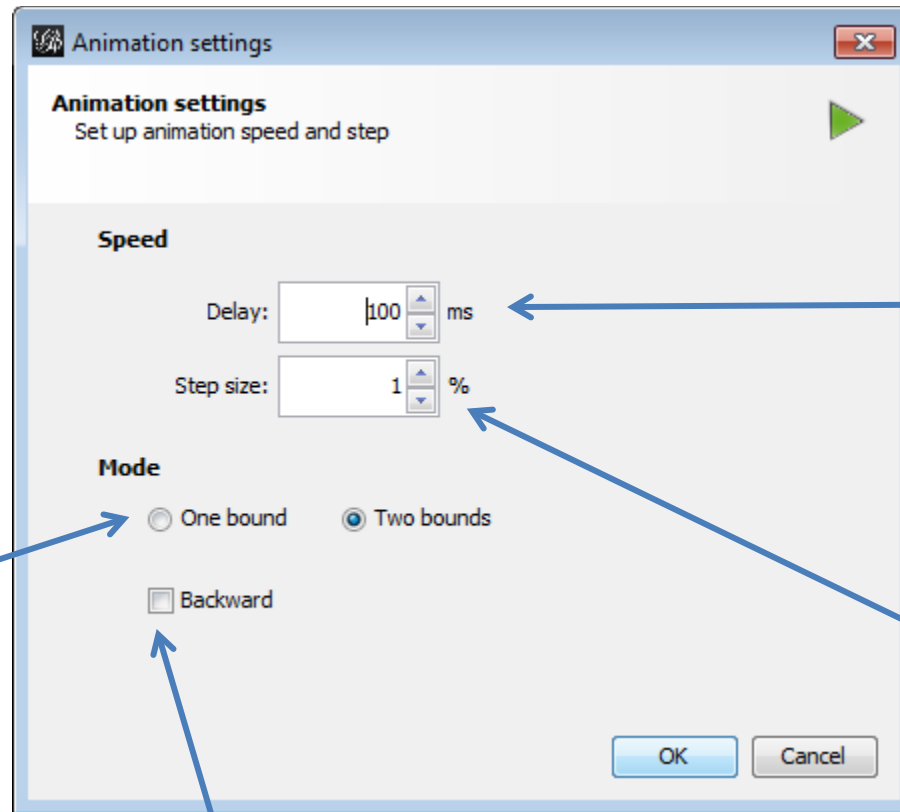 Animation settings
Animation settings
Set up animation speed and step
Speed
Delay: 100 ms
Step size: 1 %
Mode
One bound Two bounds
Backward
OK Cancel